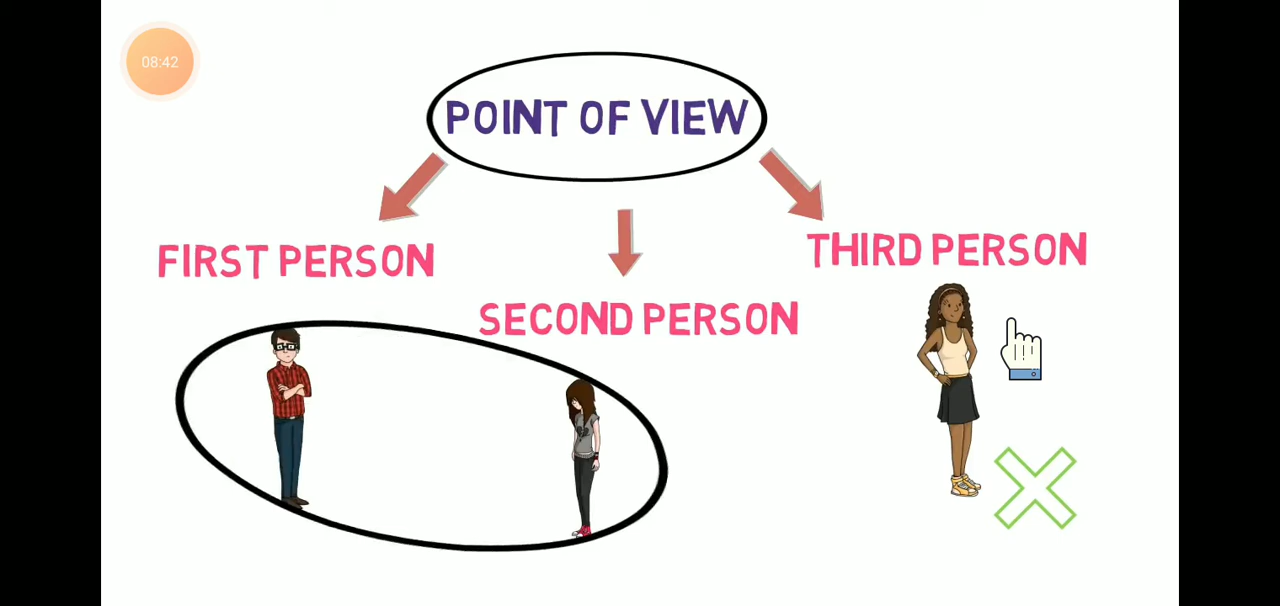 08:42
POINT OF VIEW
FIRST PERSON
THIRD PERSON
SECOND PERSON